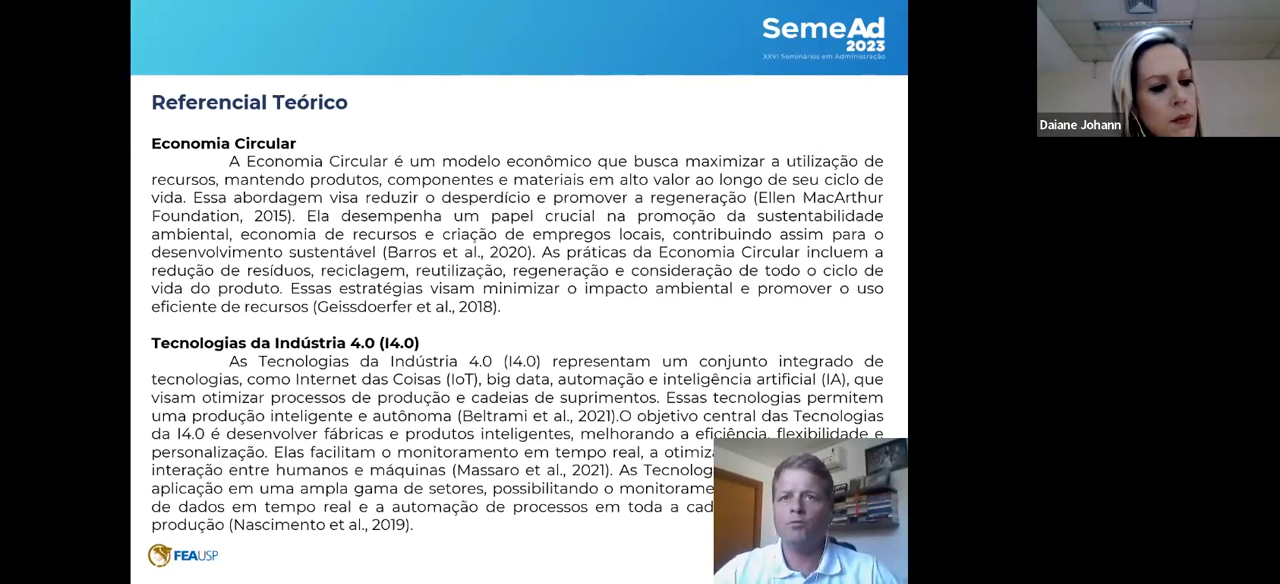 SemeAd
2023
XXVI Seminários em Administração
Referencial Teórico
Economia Circular
A Economia Circular é um modelo econômico que busca maximizar a utilização de
recursos, mantendo produtos, componentes e materiais em alto valor ao longo de seu ciclo de
vida. Essa abordagem visa reduzir o desperdício e promover a regeneração (Ellen MacArthur
Foundation, 2015). Ela desempenha um papel crucial na promoção da sustentabilidade
ambiental, economia de recursos e criação de empregos locais, contribuindo assim para o
desenvolvimento sustentável (Barros et al., 2020). As práticas da Economia Circular incluem a
redução de resíduos, reciclagem, reutilização, regeneração e consideração de todo o ciclo de
vida do produto. Essas estratégias visam minimizar o impacto ambiental e promover o uso
eficiente de recursos (Geissdoerfer et al., 2018).
Tecnologias da Indústria 4.0 (I4.0)
As Tecnologias da Indústria 4.0 (I4.0) representam um conjunto integrado de
tecnologias, como Internet das Coisas (IoT), big data, automação e inteligência artificial (IA), que
visam otimizar processos de produção e cadeias de suprimentos. Essas tecnologias permitem
uma produção inteligente e autônoma (Beltrami et al., 2021).O objetivo central das Tecnologias
da I4.0 é desenvolver fábricas e produtos inteligentes, melhorando a eficiência, flexibilidade e
personalização. Elas facilitam o monitoramento em tempo real, a otimiz
interação entre humanos e máquinas (Massaro et al., 2021). As Tecnolog
aplicação em uma ampla gama de setores, possibilitando o monitorame
de dados em tempo real e a automação de processos em toda a cad
produção (Nascimento et al., 2019).
FEAUSP
Daiane Johann